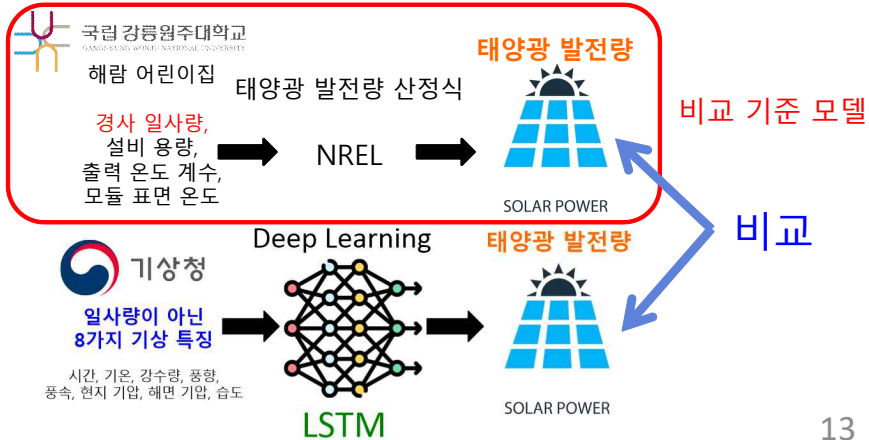 국립강릉원주대학교
GANGNEUNG-WONJU NATIONAL UNIVERSITY
해람 어린이집
경사 일사량,
설비 용량,
출력 온도 계수,
모듈 표면 온도
태양광 발전량 산정식
NREL
태양광 발전량
SOLAR POWER
비교 기준 모델
비교
기상청
일사량이 아닌
8가지 기상 특징
시간, 기온, 강수량, 풍향,
풍속, 현지 기압, 해면 기압, 습도
Deep Learning
LSTM
태양광 발전량
SOLAR POWER
13